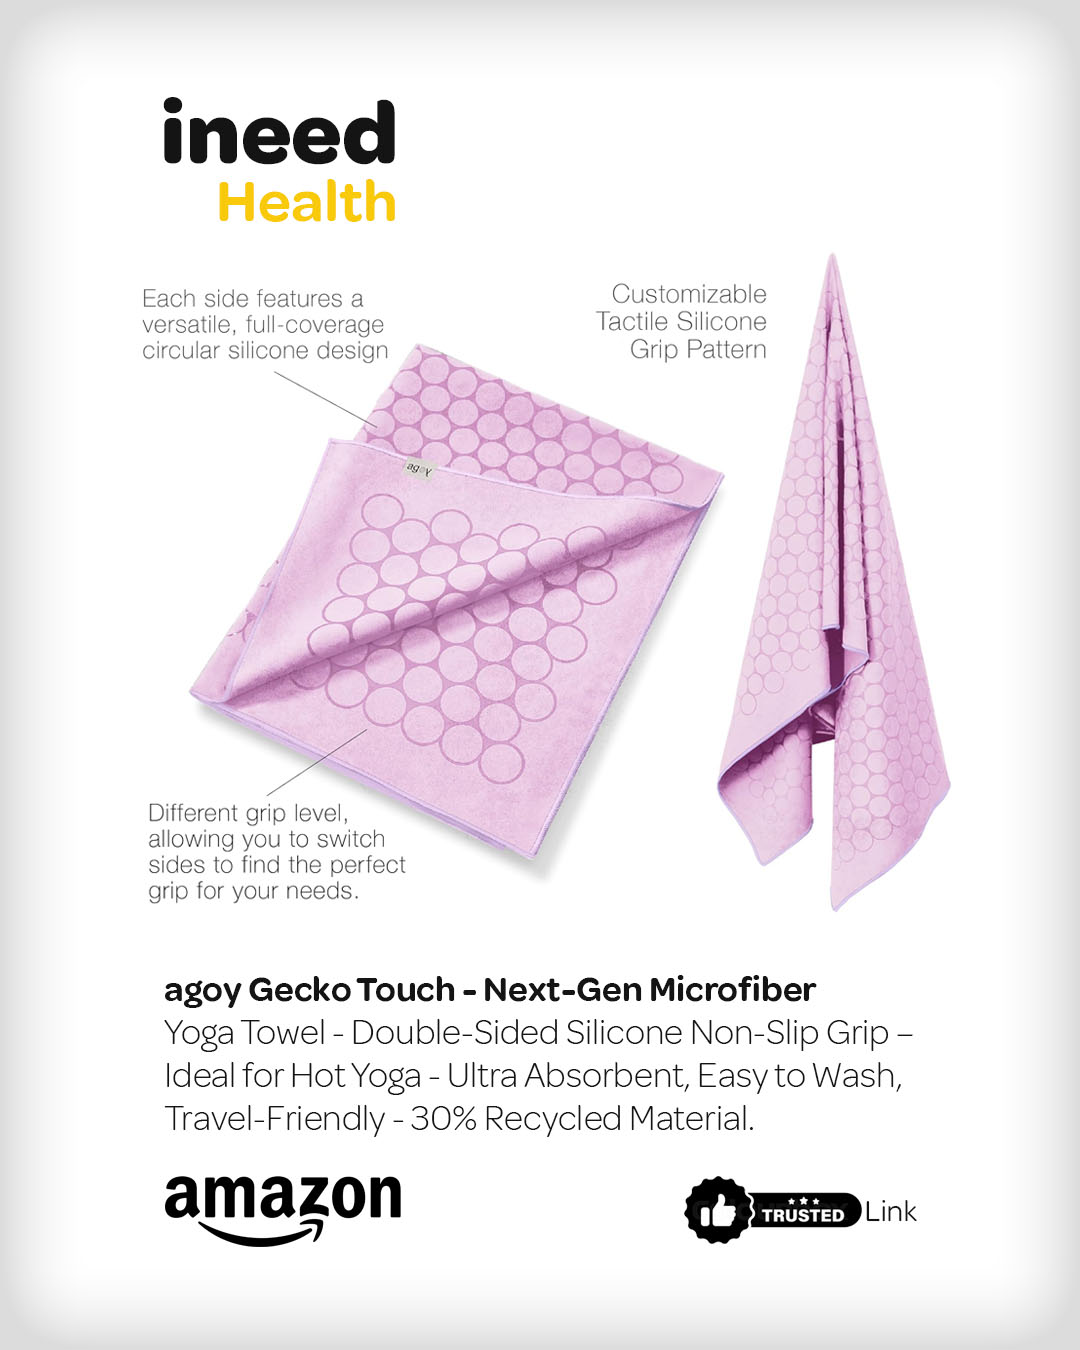 ineed
Health
Each side features a
versatile, full-coverage
circular silicone design
Customizable
Tactile Silicone
Grip Pattern
agoy
Different grip level,
allowing you to switch
sides to find the perfect
grip for your needs.
agoy Gecko Touch - Next-Gen Microfiber
Yoga Towel - Double-Sided Silicone Non-Slip Grip –
Ideal for Hot Yoga - Ultra Absorbent, Easy to Wash,
Travel-Friendly - 30% Recycled Material.
amazon
TRUSTED Link